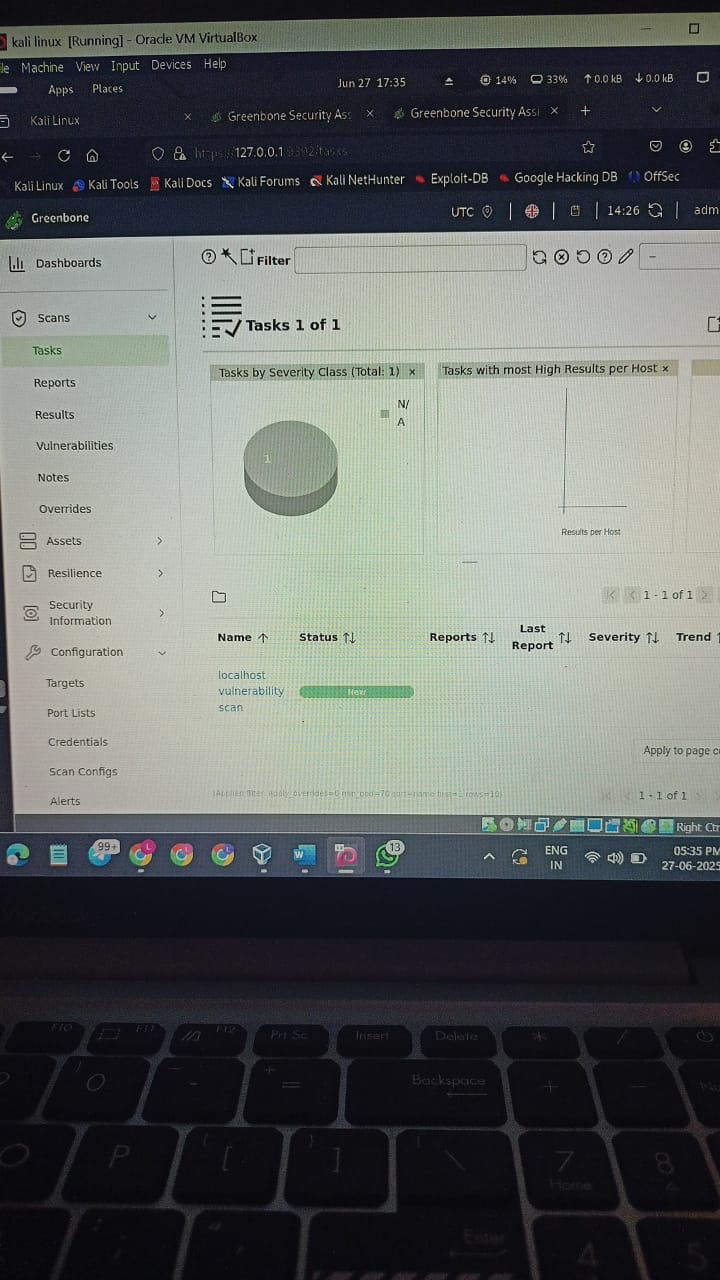 kali linux [Running] - Oracle VM VirtualBox
Machine View Input Devices Help
Apps Places
Jun 27 17:35
14%
33%
↑ 0.0 kB
↓ 0.0 kB
Kali Linux ×
Greenbone Security Ass ×
Greenbone Security Assi × +
https://127.0.0.1:9392/tasks
Kali Linux Kali Tools Kali Docs Kali Forums Kali NetHunter Exploit-DB Google Hacking DB OffSec
Greenbone
UTC
14:26
adm
Dashboards
Scans
Tasks
Reports
Results
Vulnerabilities
Notes
Overrides
Assets
Resilience
Security
Information
Configuration
Targets
Port Lists
Credentials
Scan Configs
Alerts
Filter
--
Tasks 1 of 1
Tasks by Severity Class (Total: 1) ×
N/
A
1
Tasks with most High Results per Host ×
Results per Host
1 - 1 of 1
Name ↑ Status ↑↓ Reports ↑↓ Last Report ↑↓ Severity ↑↓ Trend
localhost
vulnerability
scan
New
Apply to page c
(Applied filter: apply_overrides=0 min_qod=70 sort=name first=1 rows=10)
1 - 1 of 1
Right Ctr
99+
13
ENG
IN
05:35 PM
27-06-2025
F10 F11 F12 Prt Sc Insert Delete * /
) 0 _ - + = Backspace + −
O P { [ } ] | \ 7 Home 8
: ; " ' Enter 4 5